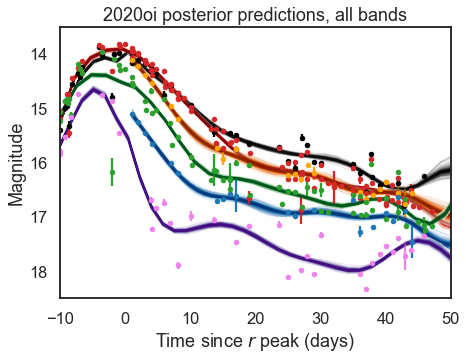 2020oi posterior predictions, all bands
Magnitude
14
15
16
17
18
−10 0 10 20 30 40 50
Time since r peak (days)